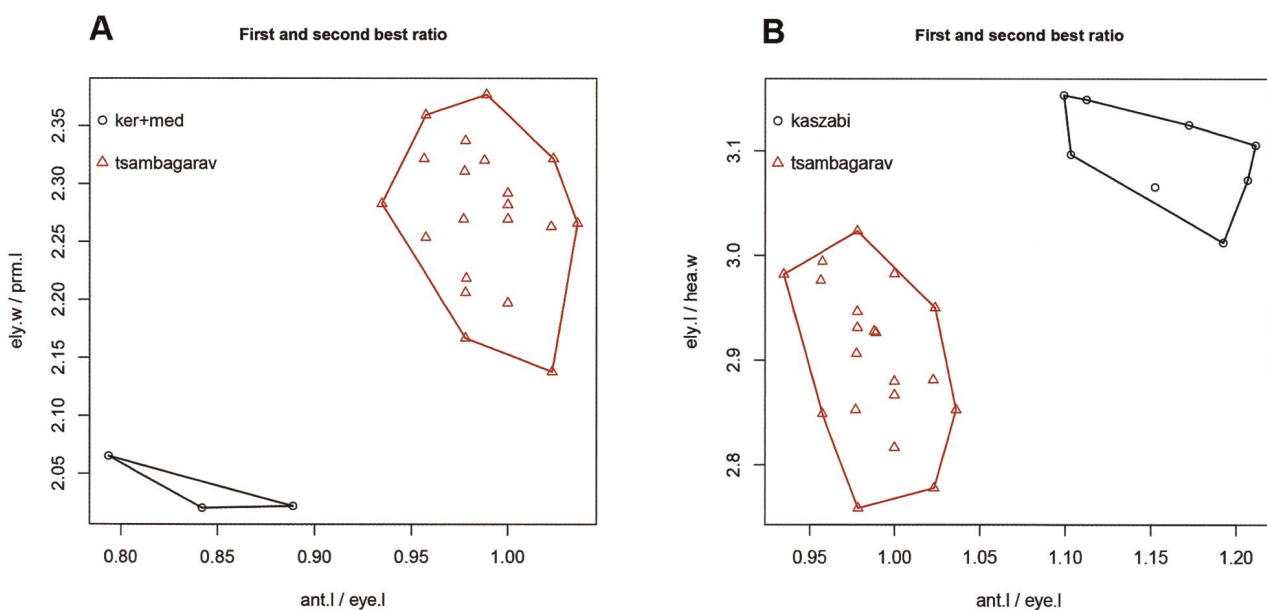 A
First and second best ratio
ker+med
tsambagarav
ely.w / prm.l
2.35
2.30
2.25
2.20
2.15
2.10
2.05
0.80 0.85 0.90 0.95 1.00
ant.l / eye.l
B
First and second best ratio
kaszabi
tsambagarav
ely.l / hea.w
3.1
3.0
2.9
2.8
0.95 1.00 1.05 1.10 1.15 1.20
ant.l / eye.l